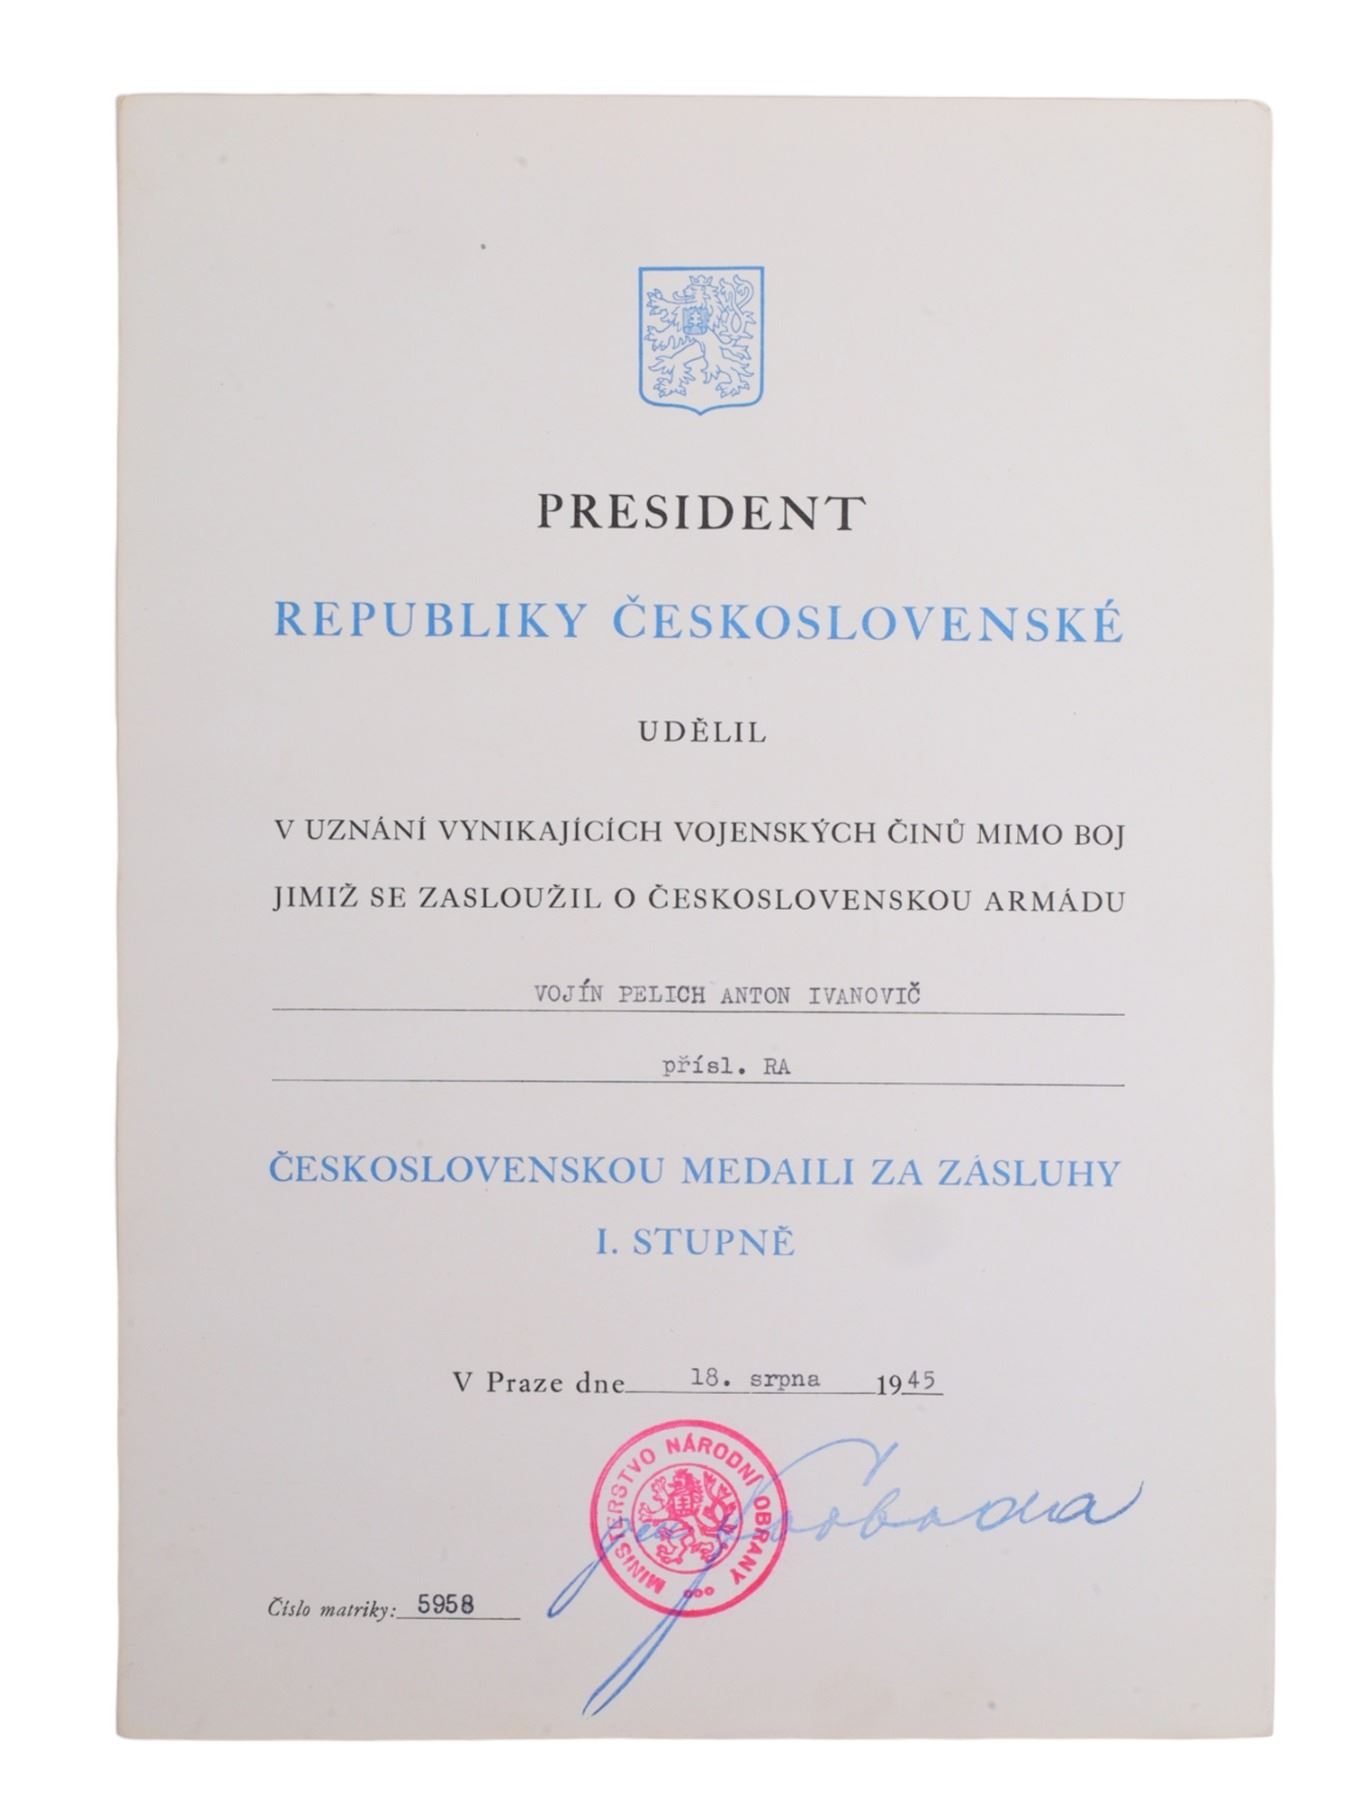 PRESIDENT
REPUBLIKY ČESKOSLOVENSKÉ
UDĚLIL
V UZNÁNÍ VYNIKAJÍCÍCH VOJENSKÝCH ČINŮ MIMO BOJ
JIMIŽ SE ZASLOUŽIL O ČESKOSLOVENSKOU ARMÁDU
VOJÍN PELICH ANTON IVANOVIČ
přísl. RA
ČESKOSLOVENSKOU MEDAILI ZA ZÁSLUHY
I. STUPNĚ
V Praze dne 18. srpna 1945
MINISTERSTVO NÁRODNÍ OBRANY
Svoboda
Číslo matriky: 5958